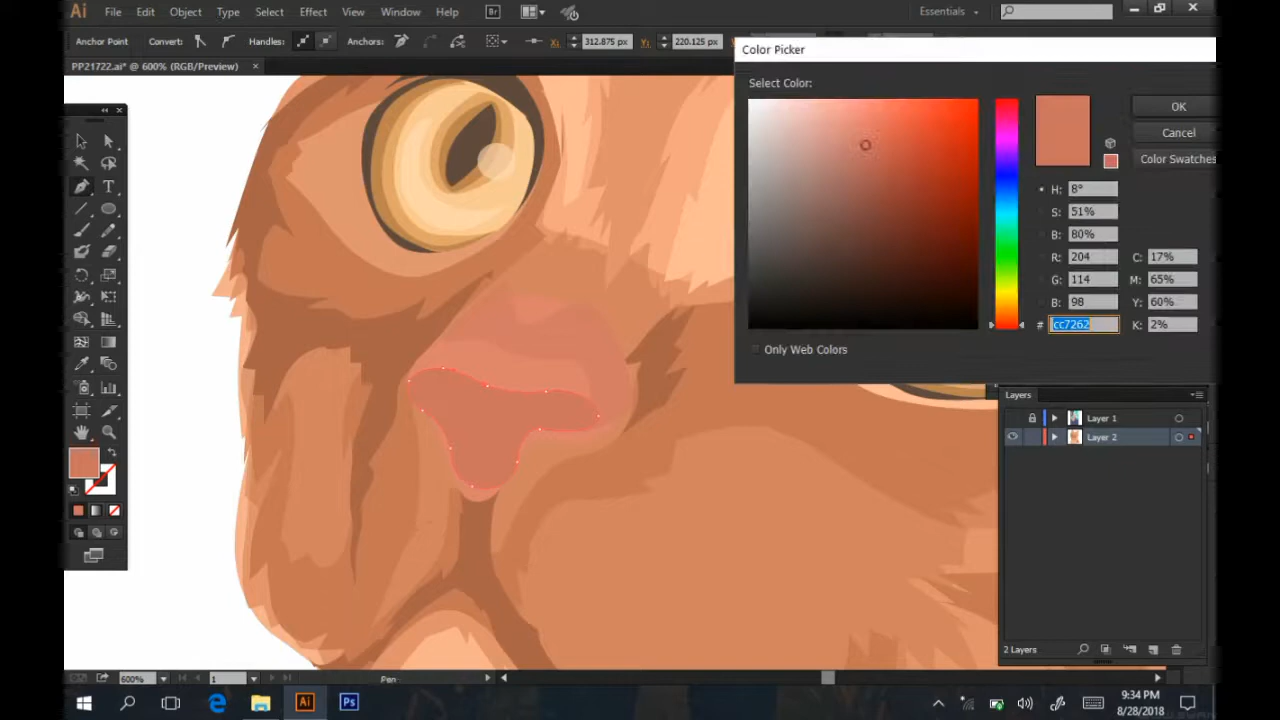 Ai File Edit Object Type Select Effect View Window Help Br Essentials
Anchor Point Convert: Handles: Anchors: X: 312.875 px Y: 220.125 px
PP21722.ai* @ 600% (RGB/Preview) ×
Color Picker
Select Color:
OK
Cancel
Color Swatches
H: 8°
S: 51%
B: 80%
R: 204 C: 17%
G: 114 M: 65%
B: 98 Y: 60%
# cc7262 K: 2%
Only Web Colors
T
Layers
Layer 1
Layer 2
2 Layers
600% 1 Pen
Ai Ps 9:34 PM
8/28/2018